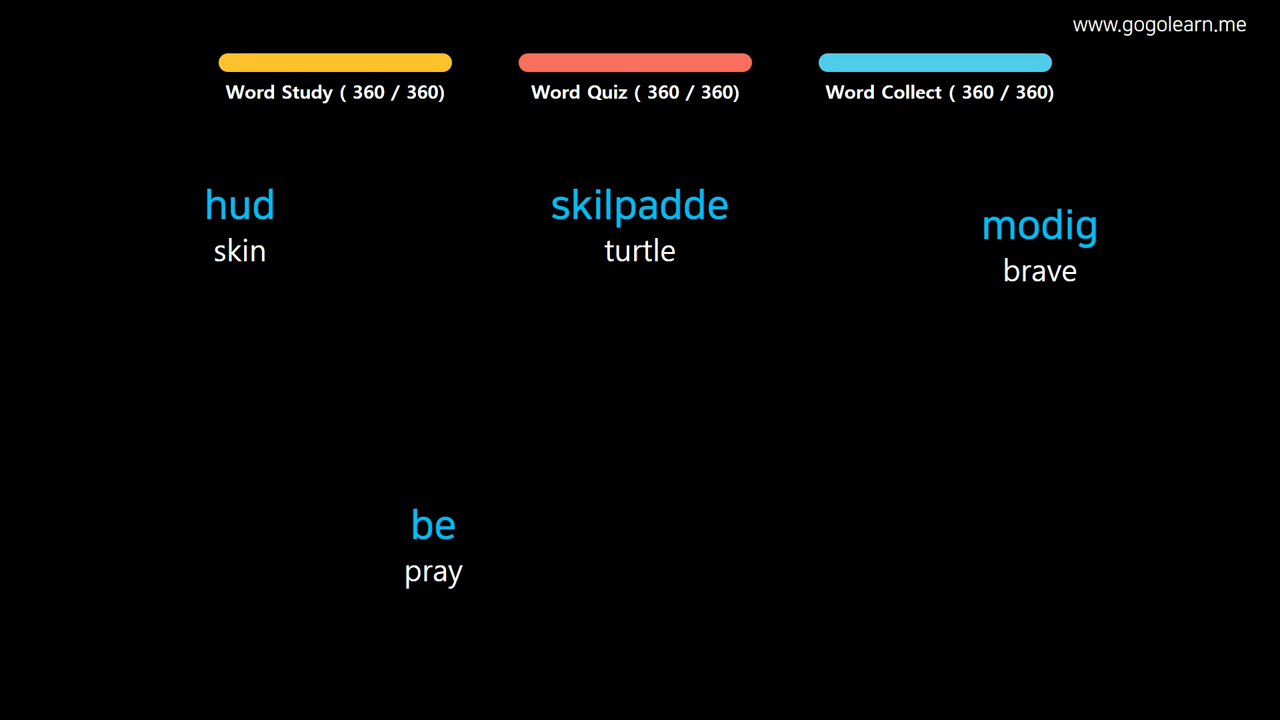 www.gogolearn.me
Word Study ( 360 / 360)
Word Quiz ( 360 / 360)
Word Collect ( 360 / 360)
hud
skin
skilpadde
turtle
modig
brave
be
pray